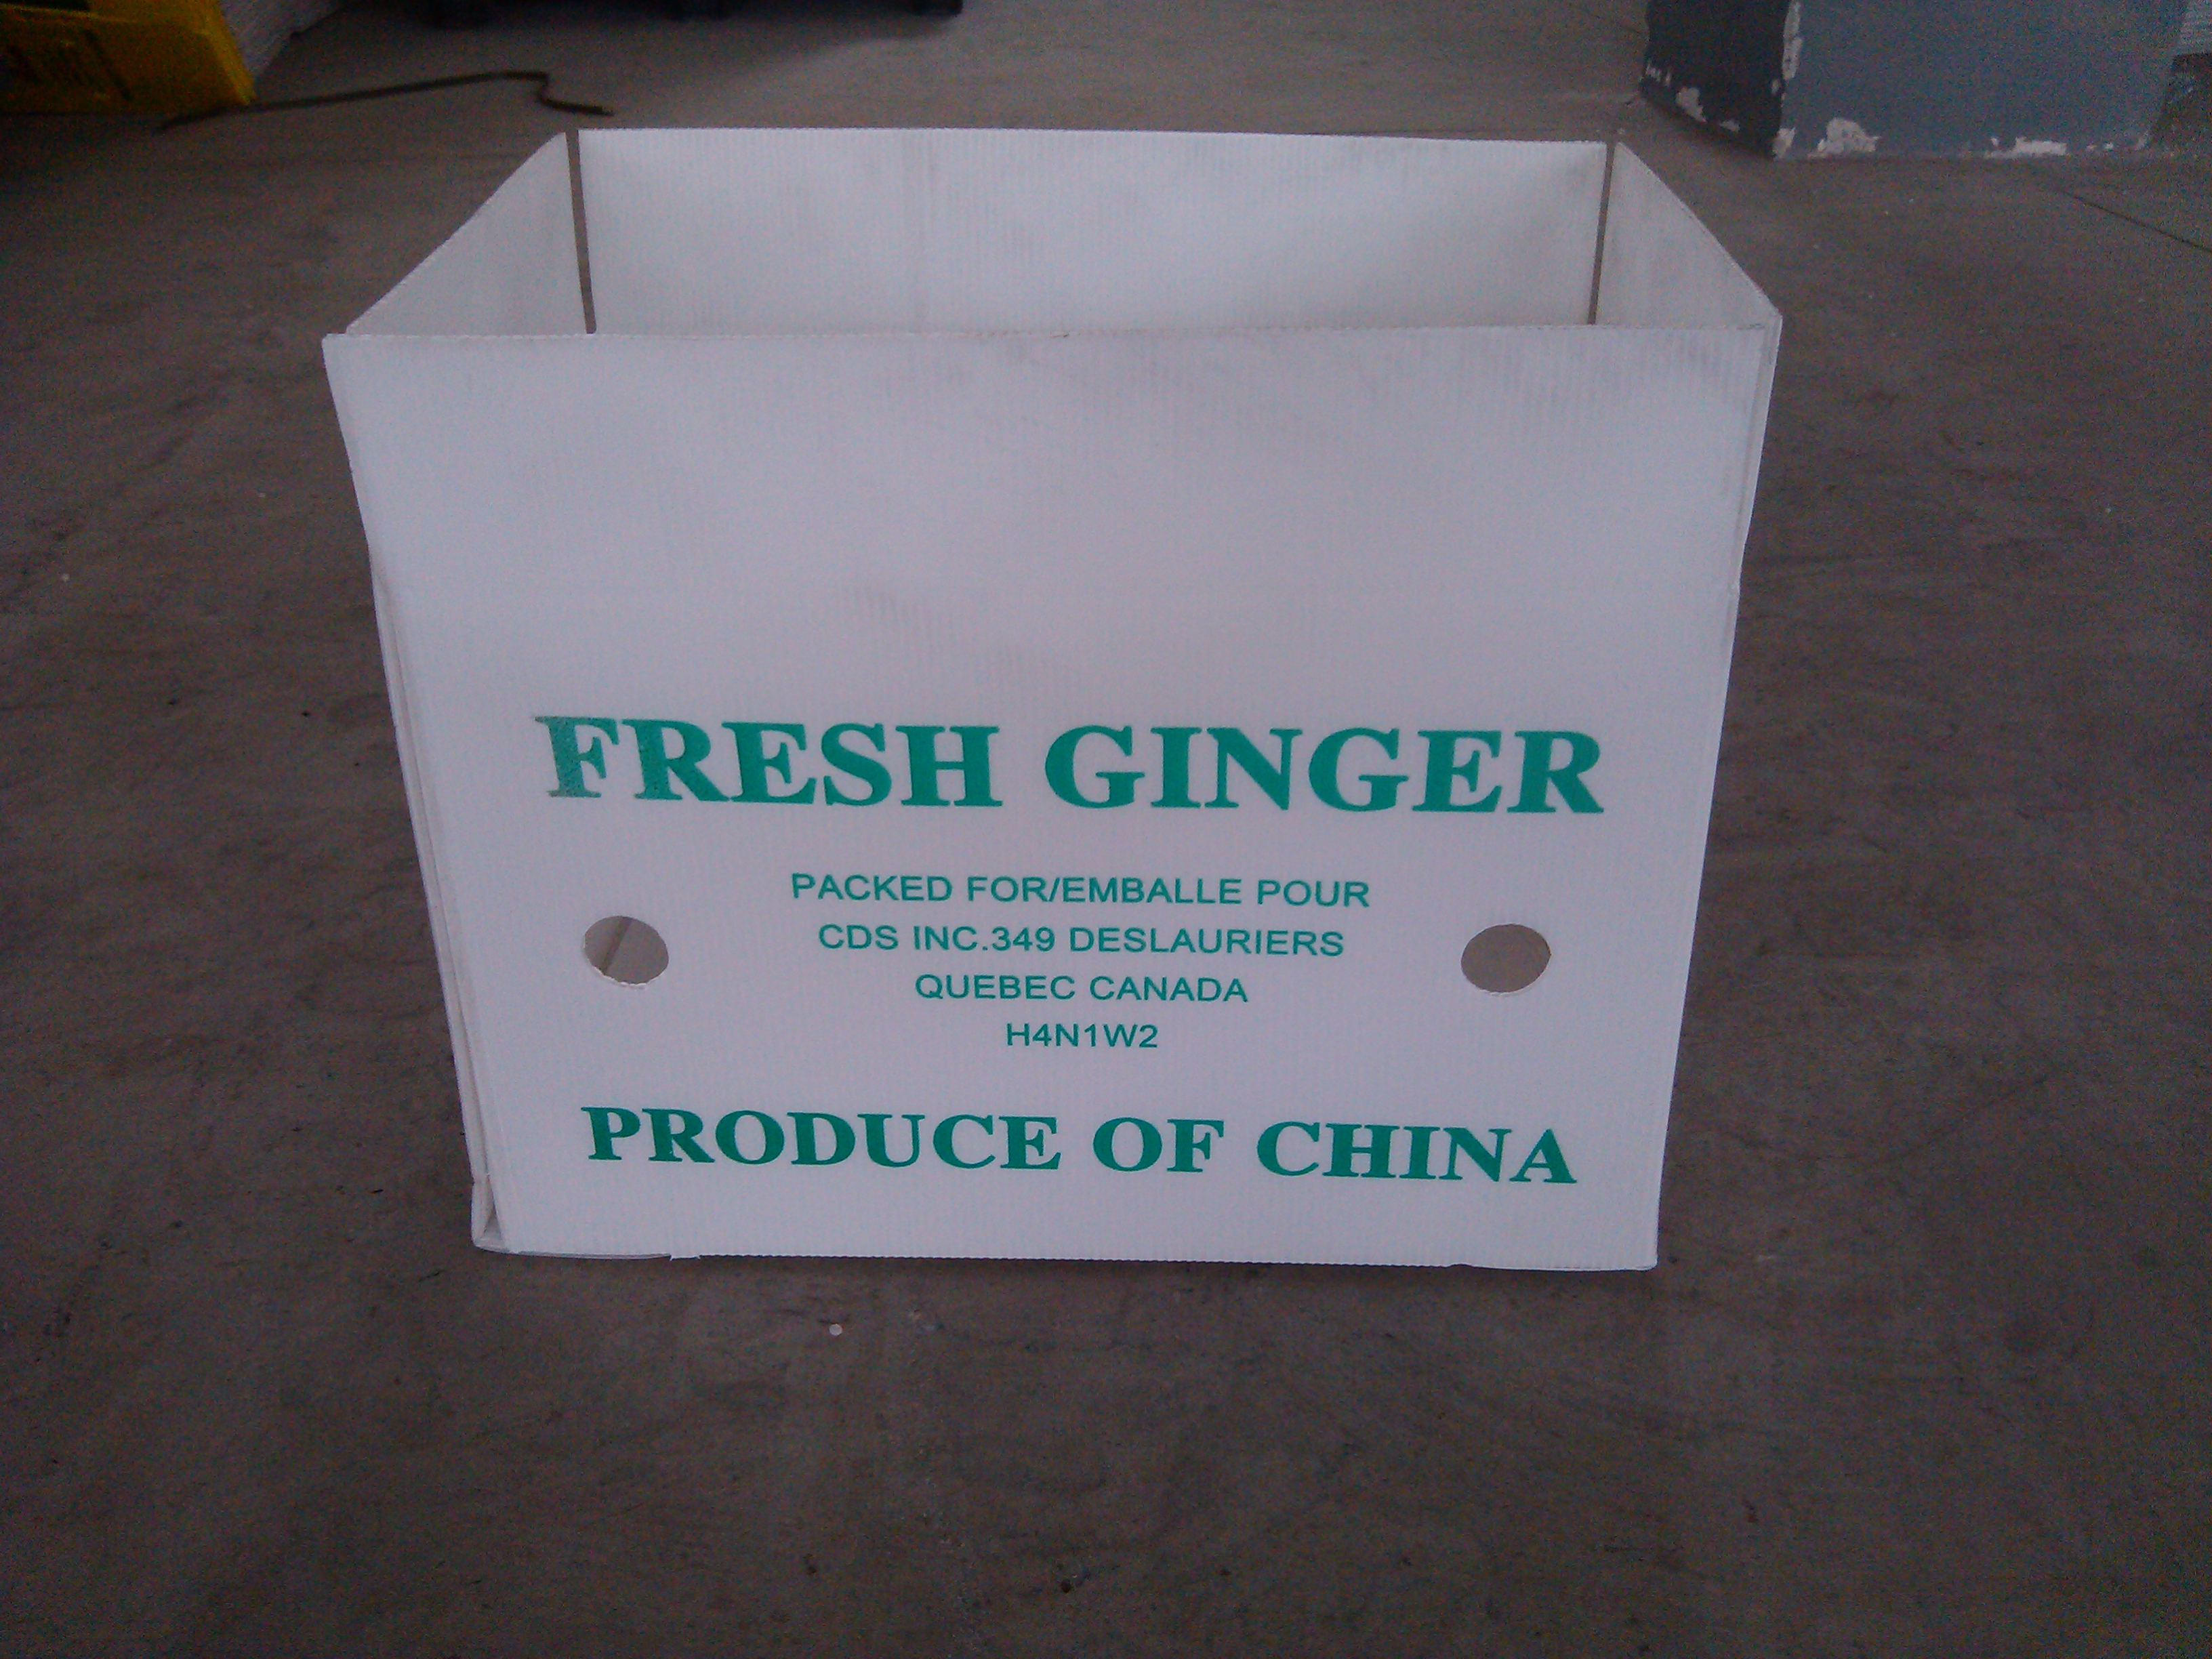 FRESH GINGER
PACKED FOR/EMBALLE POUR
CDS INC.349 DESLAURIERS
QUEBEC CANADA
H4N1W2
PRODUCE OF CHINA